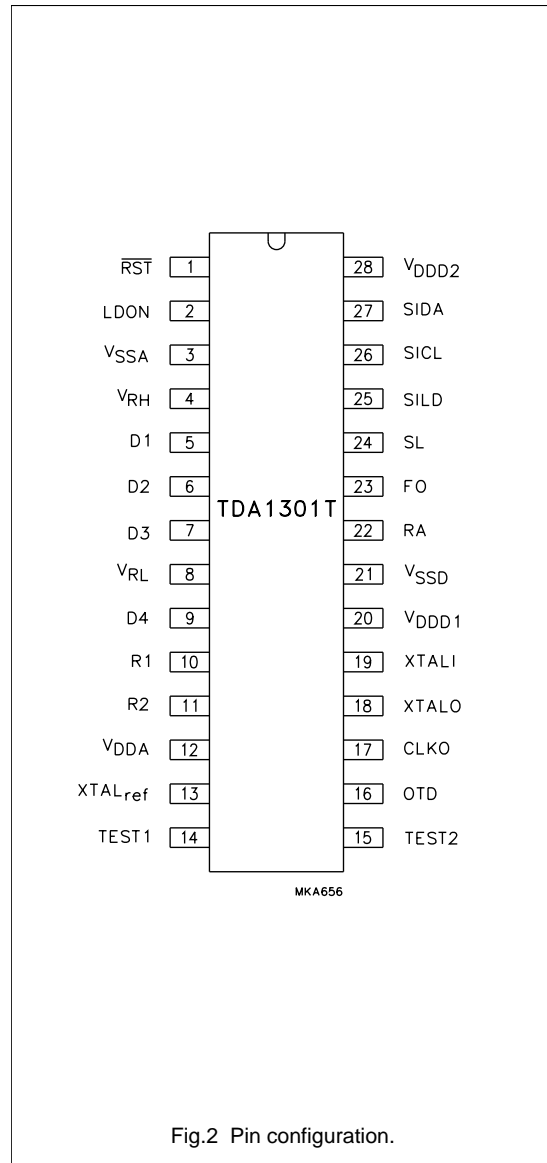 R̅S̅T̅ 1 28 VDDD2
LDON 2 27 SIDA
VSSA 3 26 SICL
VRH 4 25 SILD
D1 5 24 SL
D2 6 23 FO
TDA1301T
D3 7 22 RA
VRL 8 21 VSSD
D4 9 20 VDDD1
R1 10 19 XTALI
R2 11 18 XTALO
VDDA 12 17 CLKO
XTALref 13 16 OTD
TEST1 14 15 TEST2
MKA656
Fig.2 Pin configuration.